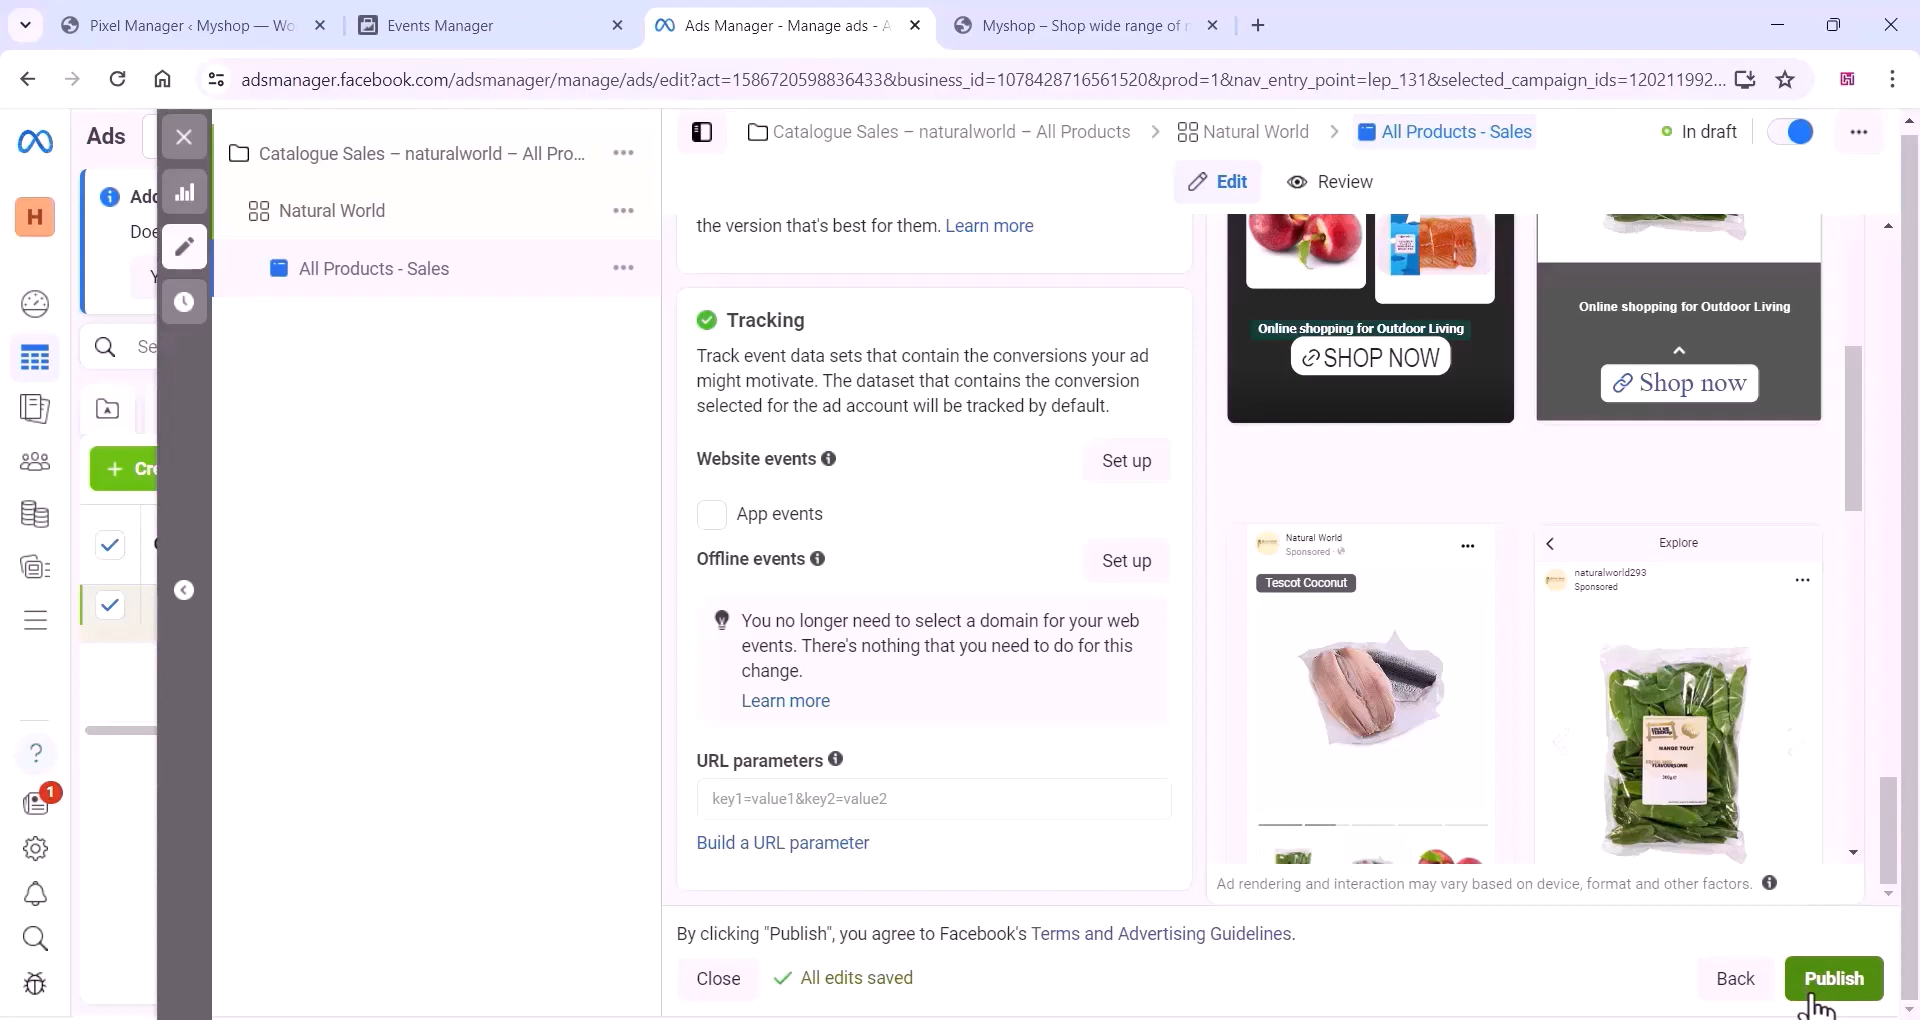 Pixel Manager ‹ Myshop — Wo
Events Manager
Ads Manager - Manage ads - A
Myshop – Shop wide range of
adsmanager.facebook.com/adsmanager/manage/ads/edit?act=1586720598836433&business_id=1078428716561520&prod=1&nav_entry_point=lep_131&selected_campaign_ids=120211992...
Ads
H
Add
Doe
Y
Se
+ Cre
C
1
Catalogue Sales – naturalworld – All Pro...
Natural World
All Products - Sales
Catalogue Sales – naturalworld – All Products
Natural World
All Products - Sales
In draft
Edit
Review
the version that's best for them. Learn more
Tracking
Track event data sets that contain the conversions your ad
might motivate. The dataset that contains the conversion
selected for the ad account will be tracked by default.
Website events
Set up
App events
Offline events
Set up
You no longer need to select a domain for your web
events. There's nothing that you need to do for this
change.
Learn more
URL parameters
key1=value1&key2=value2
Build a URL parameter
Online shopping for Outdoor Living
SHOP NOW
Online shopping for Outdoor Living
Shop now
Natural World
Sponsored
Tescot Coconut
Explore
naturalworld293
Sponsored
MANGE TOUT
Ad rendering and interaction may vary based on device, format and other factors.
By clicking "Publish", you agree to Facebook's Terms and Advertising Guidelines.
Close
All edits saved
Back
Publish